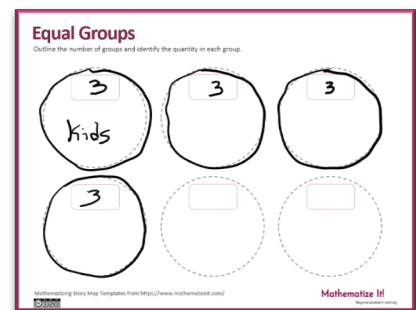 Equal Groups
Outline the number of groups and identify the quantity in each group.
3 3 3
Kids
3
Mathematizing Story Map Templates from https://www.mathematizeit.com/
Mathematize It!
Beyond problem solving